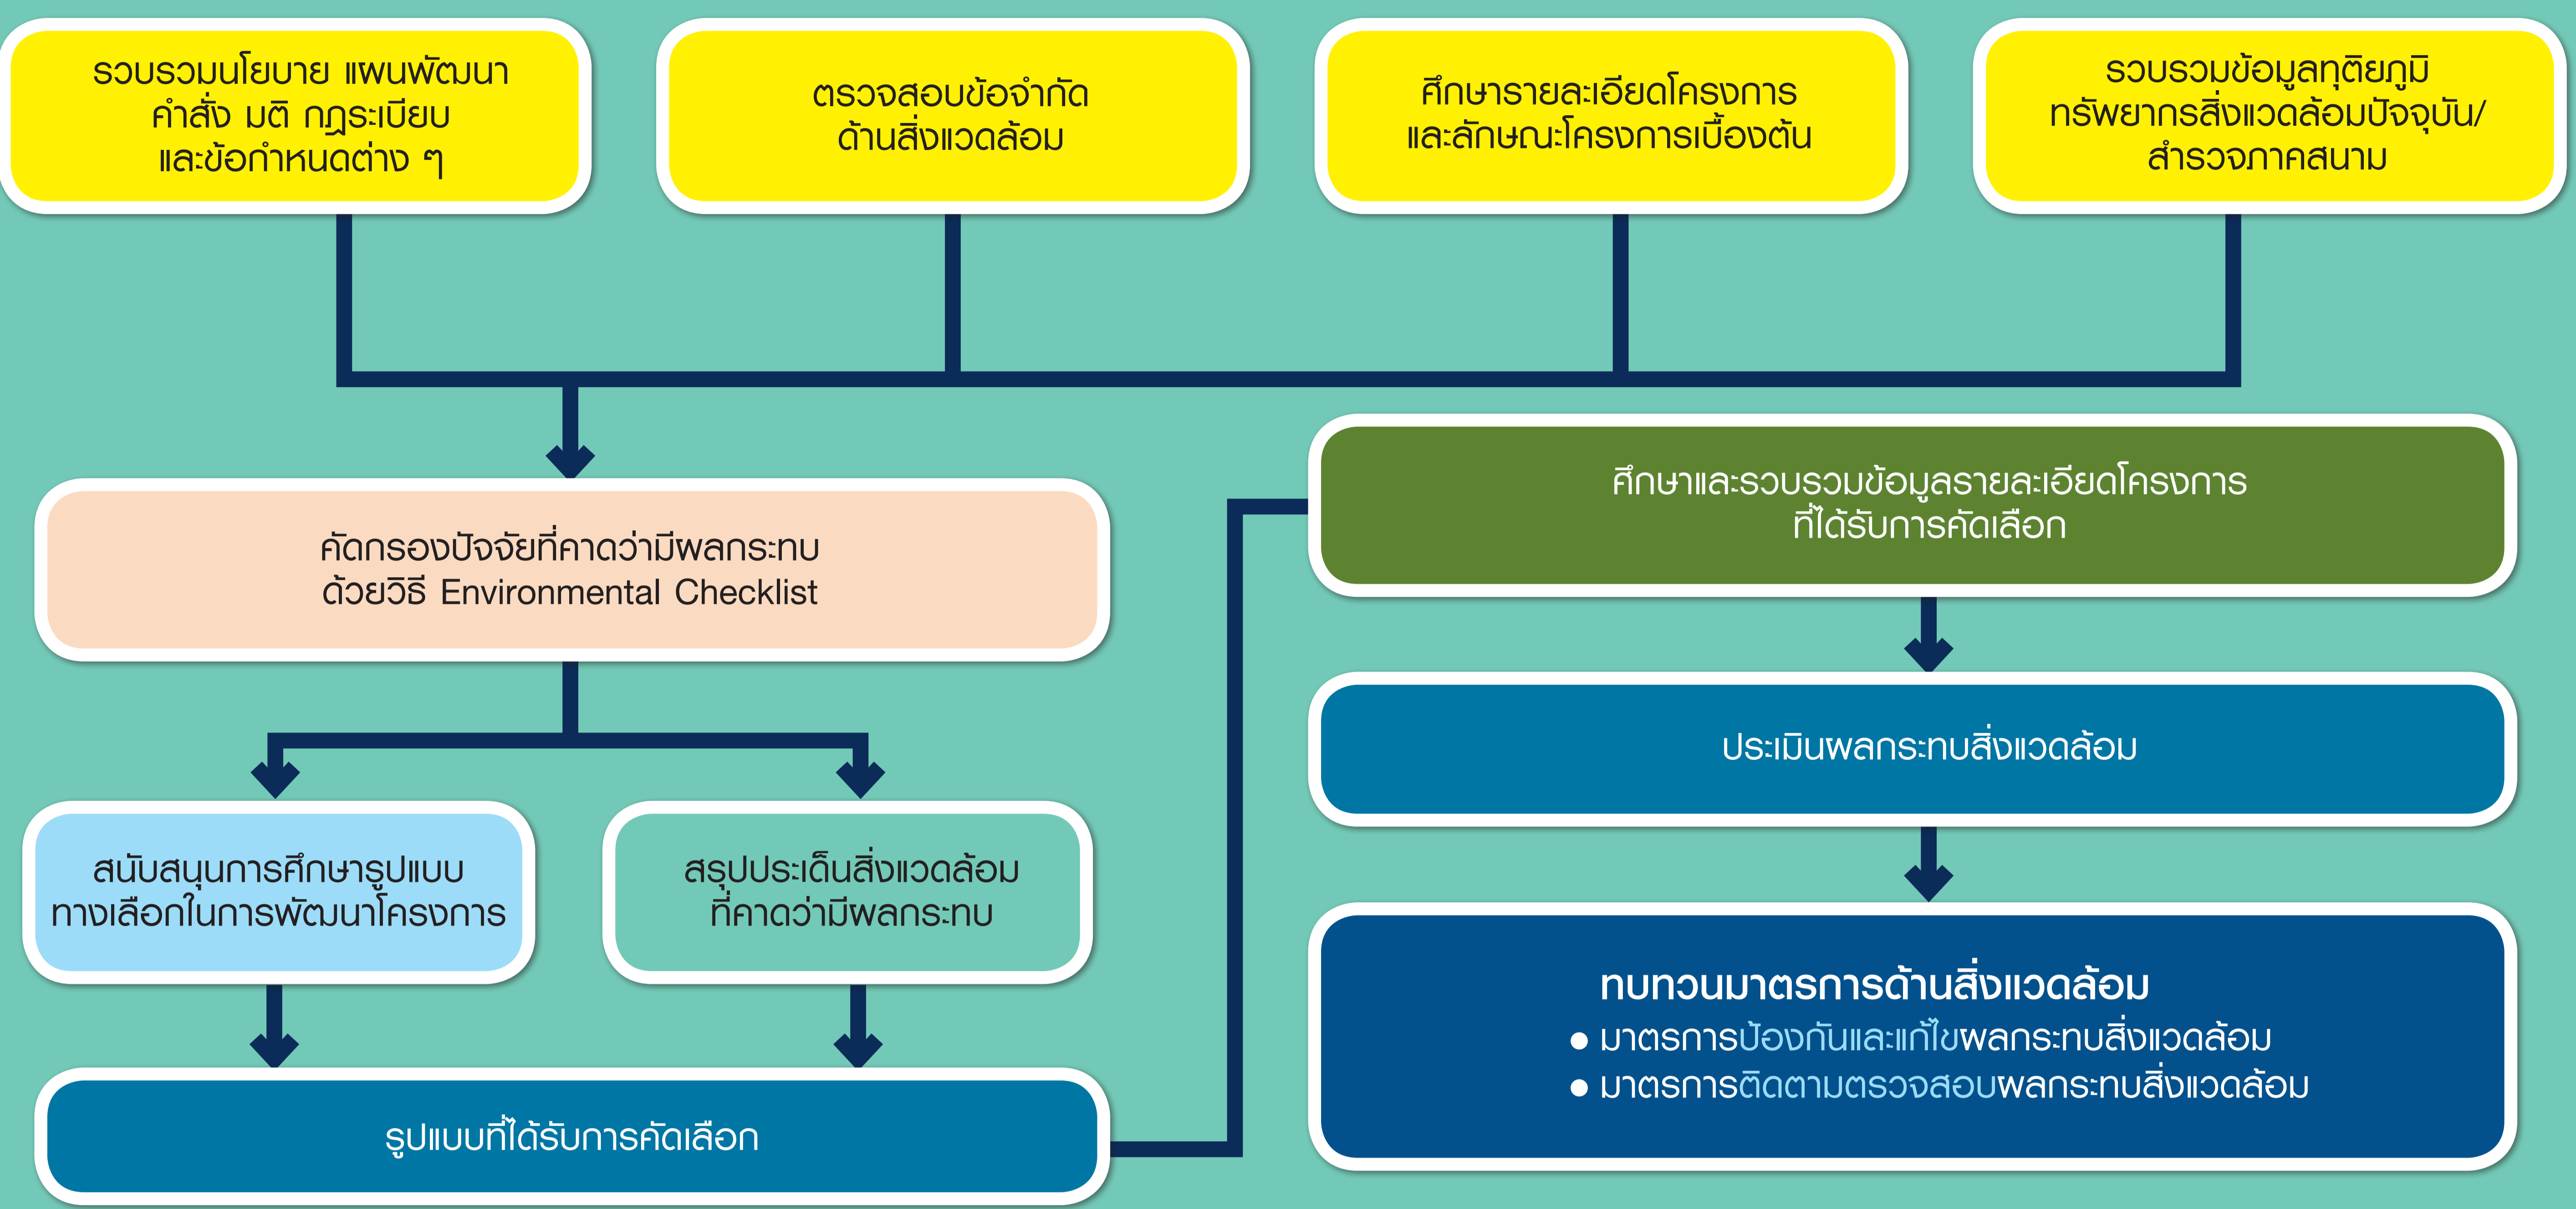 รวบรวมนโยบาย แผนพัฒนา
คำสั่ง มติ กฎระเบียบ
และข้อกำหนดต่าง ๆ
ตรวจสอบข้อจำกัด
ด้านสิ่งแวดล้อม
ศึกษารายละเอียดโครงการ
และลักษณะโครงการเบื้องต้น
รวบรวมข้อมูลทุติยภูมิ
ทรัพยากรสิ่งแวดล้อมปัจจุบัน/
สำรวจภาคสนาม
คัดกรองปัจจัยที่คาดว่ามีผลกระทบ
ด้วยวิธี Environmental Checklist
สนับสนุนการศึกษารูปแบบ
ทางเลือกในการพัฒนาโครงการ
สรุปประเด็นสิ่งแวดล้อม
ที่คาดว่ามีผลกระทบ
รูปแบบที่ได้รับการคัดเลือก
ศึกษาและรวบรวมข้อมูลรายละเอียดโครงการ
ที่ได้รับการคัดเลือก
ประเมินผลกระทบสิ่งแวดล้อม
ทบทวนมาตรการด้านสิ่งแวดล้อม
● มาตรการป้องกันและแก้ไขผลกระทบสิ่งแวดล้อม
● มาตรการติดตามตรวจสอบผลกระทบสิ่งแวดล้อม